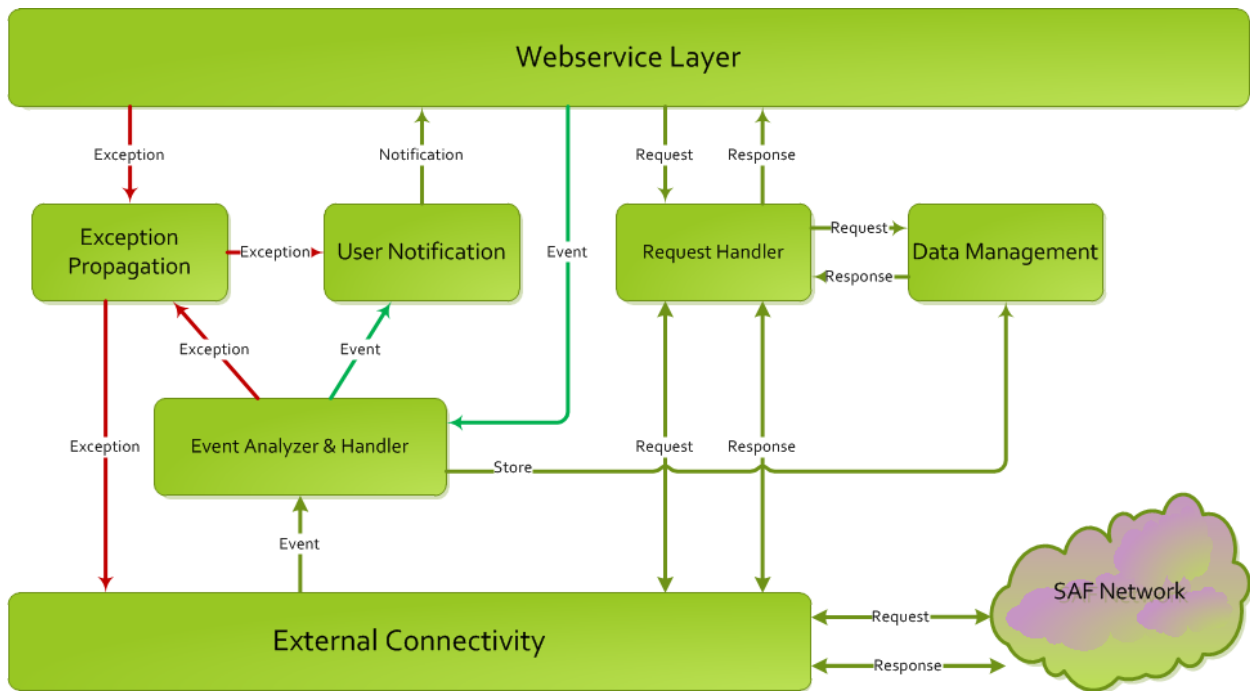 Webservice Layer
Exception
Notification
Request
Response
Event
Exception
Propagation
Exception
User Notification
Request Handler
Request
Response
Data Management
Exception
Event
Exception
Event Analyzer & Handler
Store
Request
Response
Event
External Connectivity
Request
Response
SAF Network